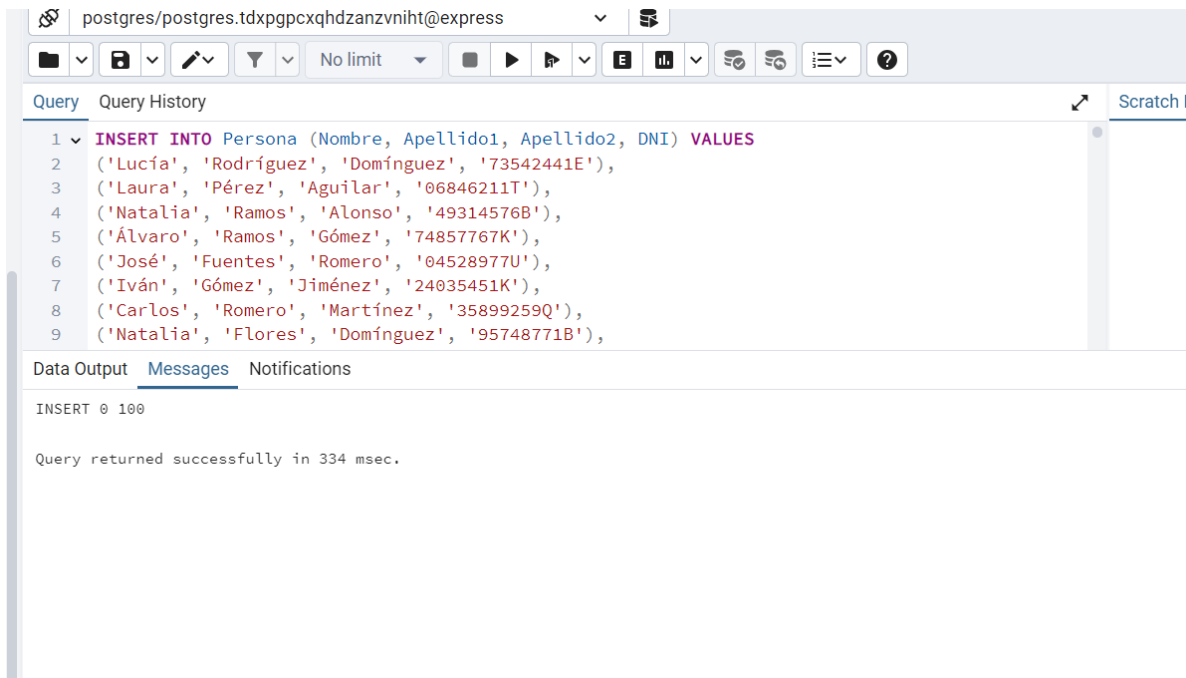 postgres/postgres.tdxpgpcxqhdzanzvniht@express
No limit
E
Query Query History Scratch
1 INSERT INTO Persona (Nombre, Apellido1, Apellido2, DNI) VALUES
2 ('Lucía', 'Rodríguez', 'Domínguez', '73542441E'),
3 ('Laura', 'Pérez', 'Aguilar', '06846211T'),
4 ('Natalia', 'Ramos', 'Alonso', '49314576B'),
5 ('Álvaro', 'Ramos', 'Gómez', '74857767K'),
6 ('José', 'Fuentes', 'Romero', '04528977U'),
7 ('Iván', 'Gómez', 'Jiménez', '24035451K'),
8 ('Carlos', 'Romero', 'Martínez', '35899259Q'),
9 ('Natalia', 'Flores', 'Domínguez', '95748771B'),
Data Output Messages Notifications
INSERT 0 100
Query returned successfully in 334 msec.